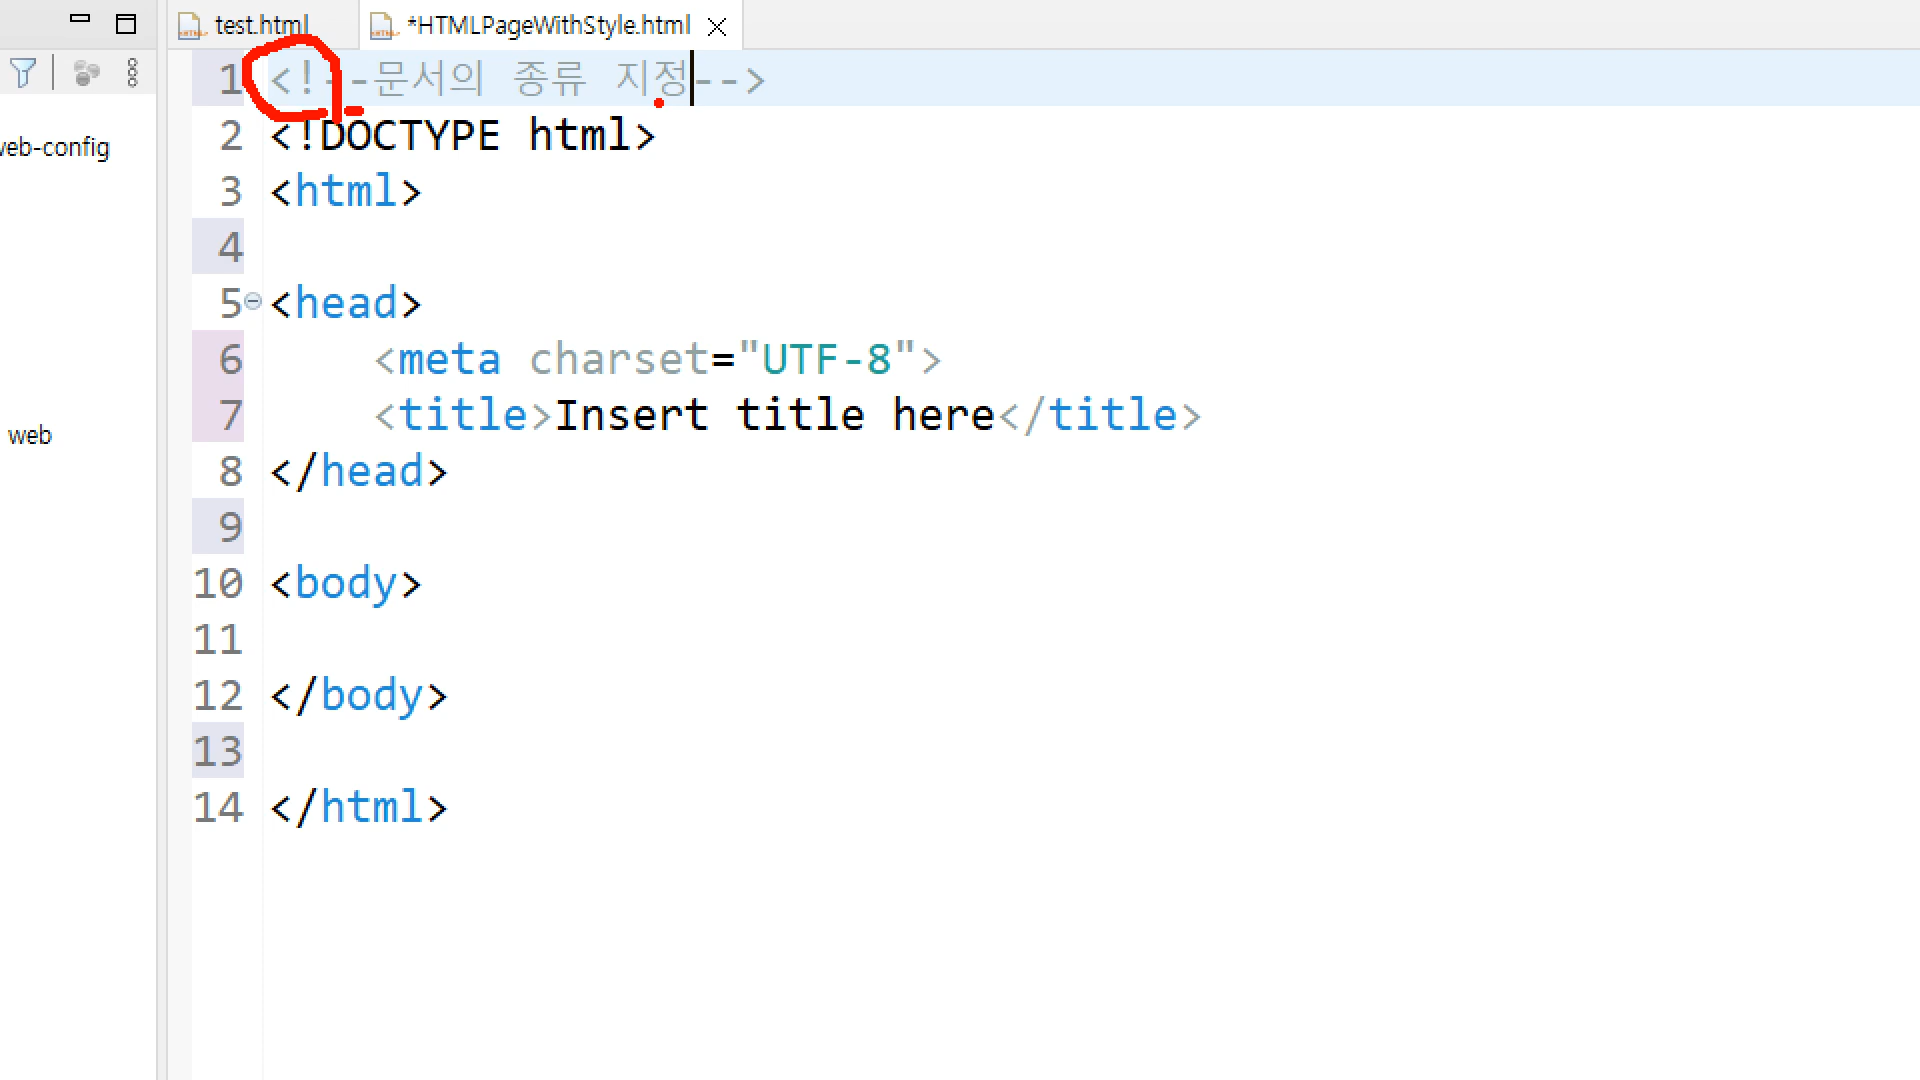 test.html
*HTMLPageWithStyle.html
web-config
web
1 <!--문서의 종류 지정-->
2 <!DOCTYPE html>
3 <html>
4
5 <head>
6 <meta charset="UTF-8">
7 <title>Insert title here</title>
8 </head>
9
10 <body>
11
12 </body>
13
14 </html>